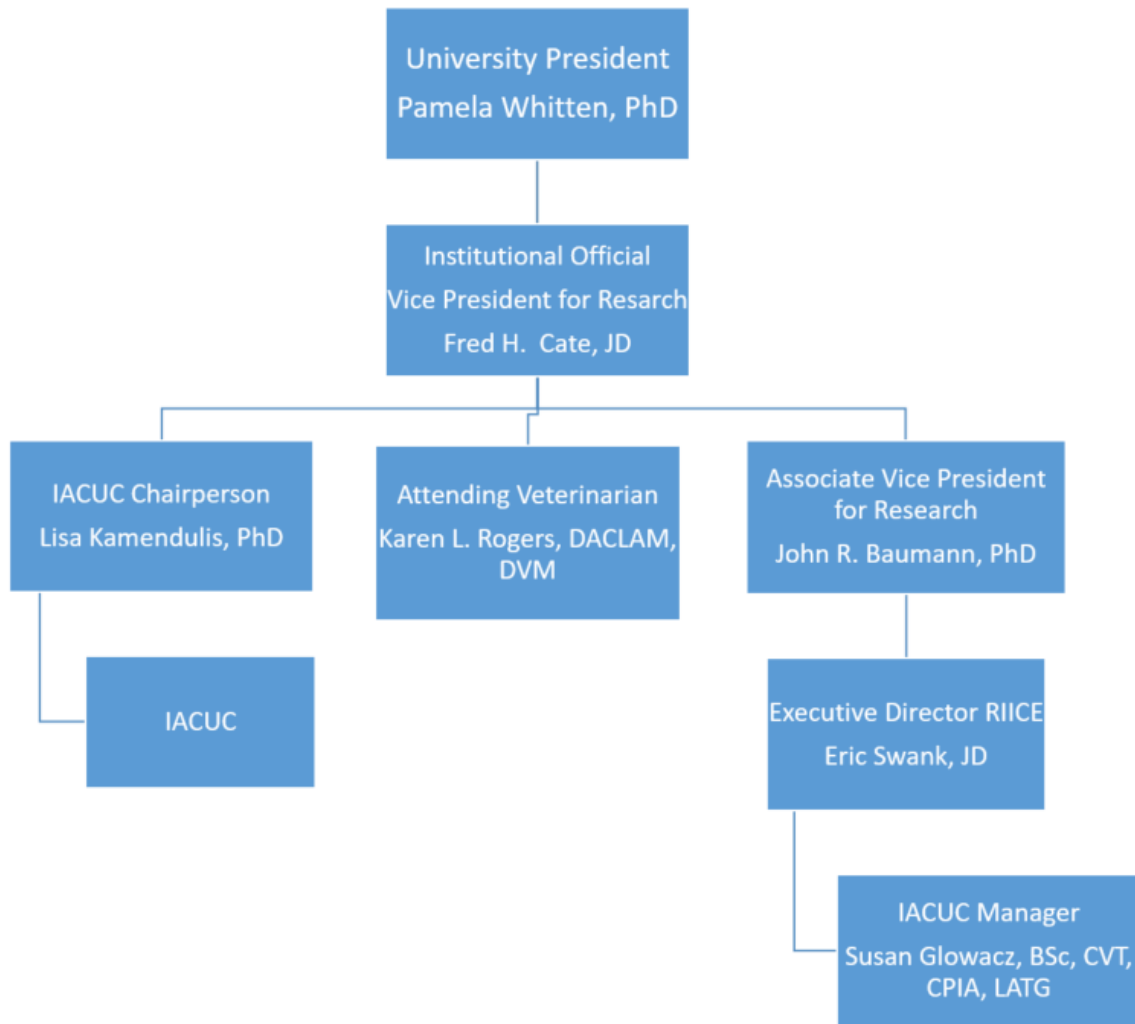 University President
Pamela Whitten, PhD
Institutional Official
Vice President for Resarch
Fred H.  Cate, JD
IACUC Chairperson
Lisa Kamendulis, PhD
Attending Veterinarian
Karen L. Rogers, DACLAM,
DVM
Associate Vice President
for Research
John R. Baumann, PhD
IACUC
Executive Director RIICE
Eric Swank, JD
IACUC Manager
Susan Glowacz, BSc, CVT,
CPIA, LATG